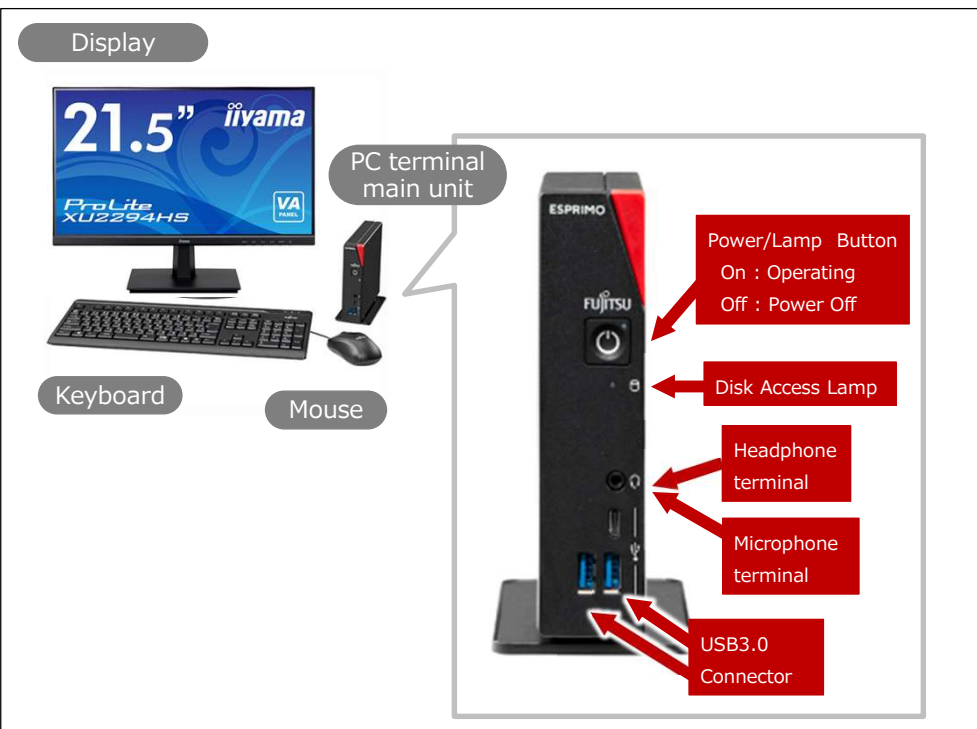 Display
21.5”
iiyama
ProLite
XU2294HS
VA
PANEL
PC terminal
main unit
Keyboard
Mouse
ESPRIMO
FUJITSU
Power/Lamp Button
On : Operating
Off : Power Off
Disk Access Lamp
Headphone
terminal
Microphone
terminal
USB3.0
Connector